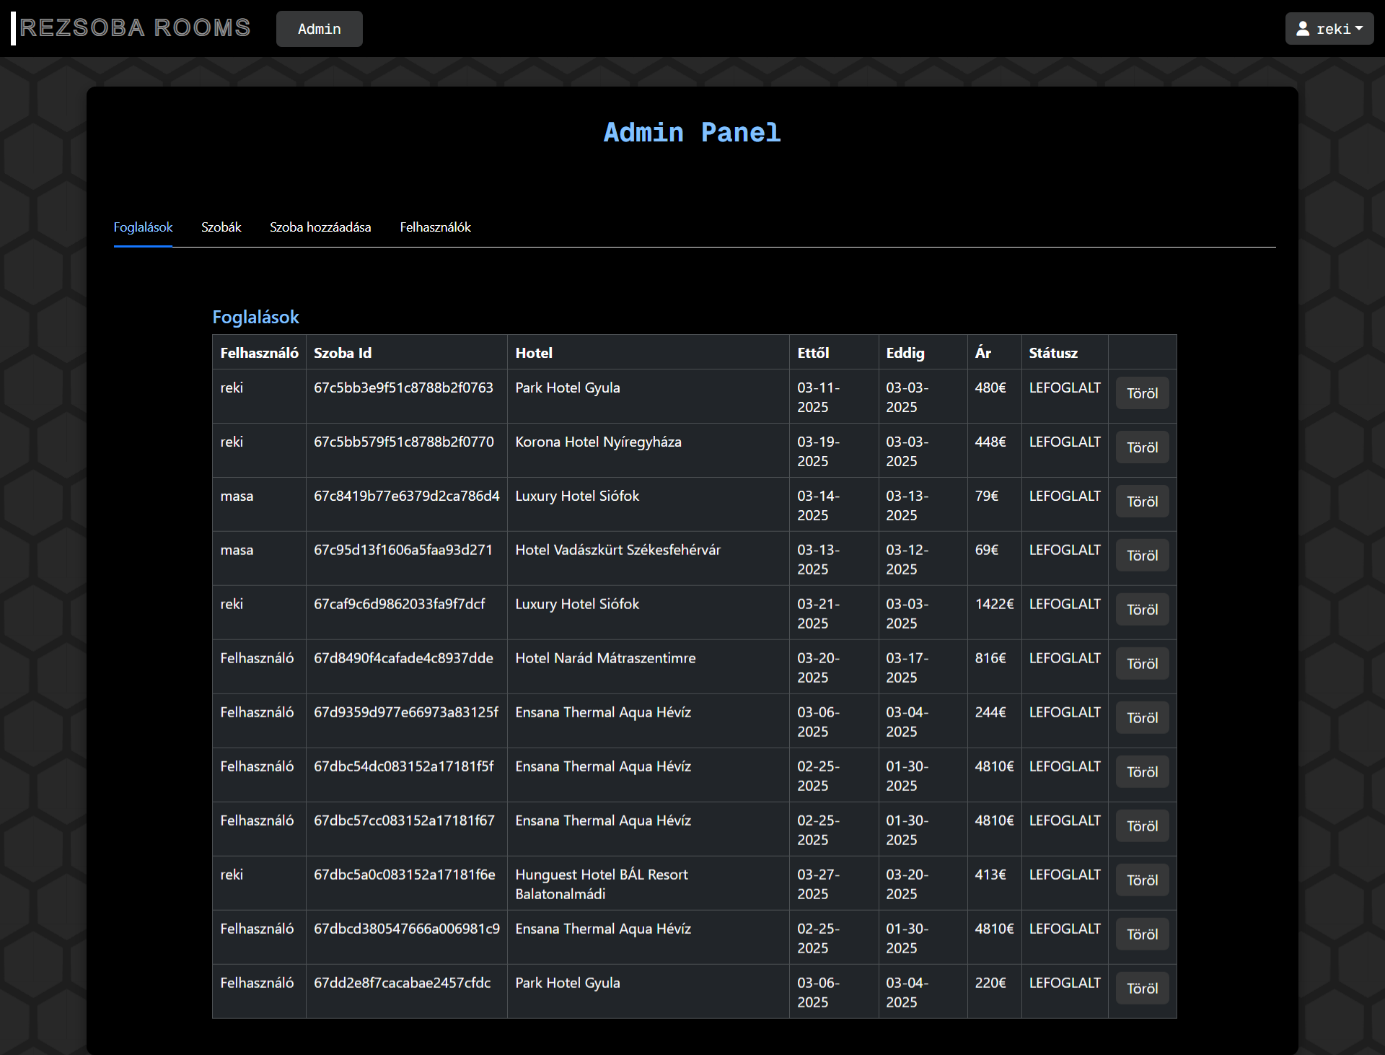 REZSOBA ROOMS
Admin
reki
Admin Panel
Foglalások Szobák Szoba hozzáadása Felhasználók
Foglalások
Felhasználó Szoba Id Hotel Ettől Eddig Ár Státusz
reki 67c5bb3e9f51c8788b2f0763 Park Hotel Gyula 03-11- 03-03- 480€ LEFOGLALT Töröl
2025 2025
reki 67c5bb579f51c8788b2f0770 Korona Hotel Nyíregyháza 03-19- 03-03- 448€ LEFOGLALT Töröl
2025 2025
masa 67c8419b77e6379d2ca786d4 Luxury Hotel Siófok 03-14- 03-13- 79€ LEFOGLALT Töröl
2025 2025
masa 67c95d13f1606a5faa93d271 Hotel Vadászkürt Székesfehérvár 03-13- 03-12- 69€ LEFOGLALT Töröl
2025 2025
reki 67caf9c6d9862033fa9f7dcf Luxury Hotel Siófok 03-21- 03-03- 1422€ LEFOGLALT Töröl
2025 2025
Felhasználó 67d8490f4cafade4c8937dde Hotel Narád Mátraszentimre 03-20- 03-17- 816€ LEFOGLALT Töröl
2025 2025
Felhasználó 67d9359d977e66973a83125f Ensana Thermal Aqua Hévíz 03-06- 03-04- 244€ LEFOGLALT Töröl
2025 2025
Felhasználó 67dbc54dc083152a17181f5f Ensana Thermal Aqua Hévíz 02-25- 01-30- 4810€ LEFOGLALT Töröl
2025 2025
Felhasználó 67dbc57cc083152a17181f67 Ensana Thermal Aqua Hévíz 02-25- 01-30- 4810€ LEFOGLALT Töröl
2025 2025
reki 67dbc5a0c083152a17181f6e Hunguest Hotel BÁL Resort 03-27- 03-20- 413€ LEFOGLALT Töröl
Balatonalmádi 2025 2025
Felhasználó 67dbcd380547666a006981c9 Ensana Thermal Aqua Hévíz 02-25- 01-30- 4810€ LEFOGLALT Töröl
2025 2025
Felhasználó 67dd2e8f7cacabae2457cfdc Park Hotel Gyula 03-06- 03-04- 220€ LEFOGLALT Töröl
2025 2025